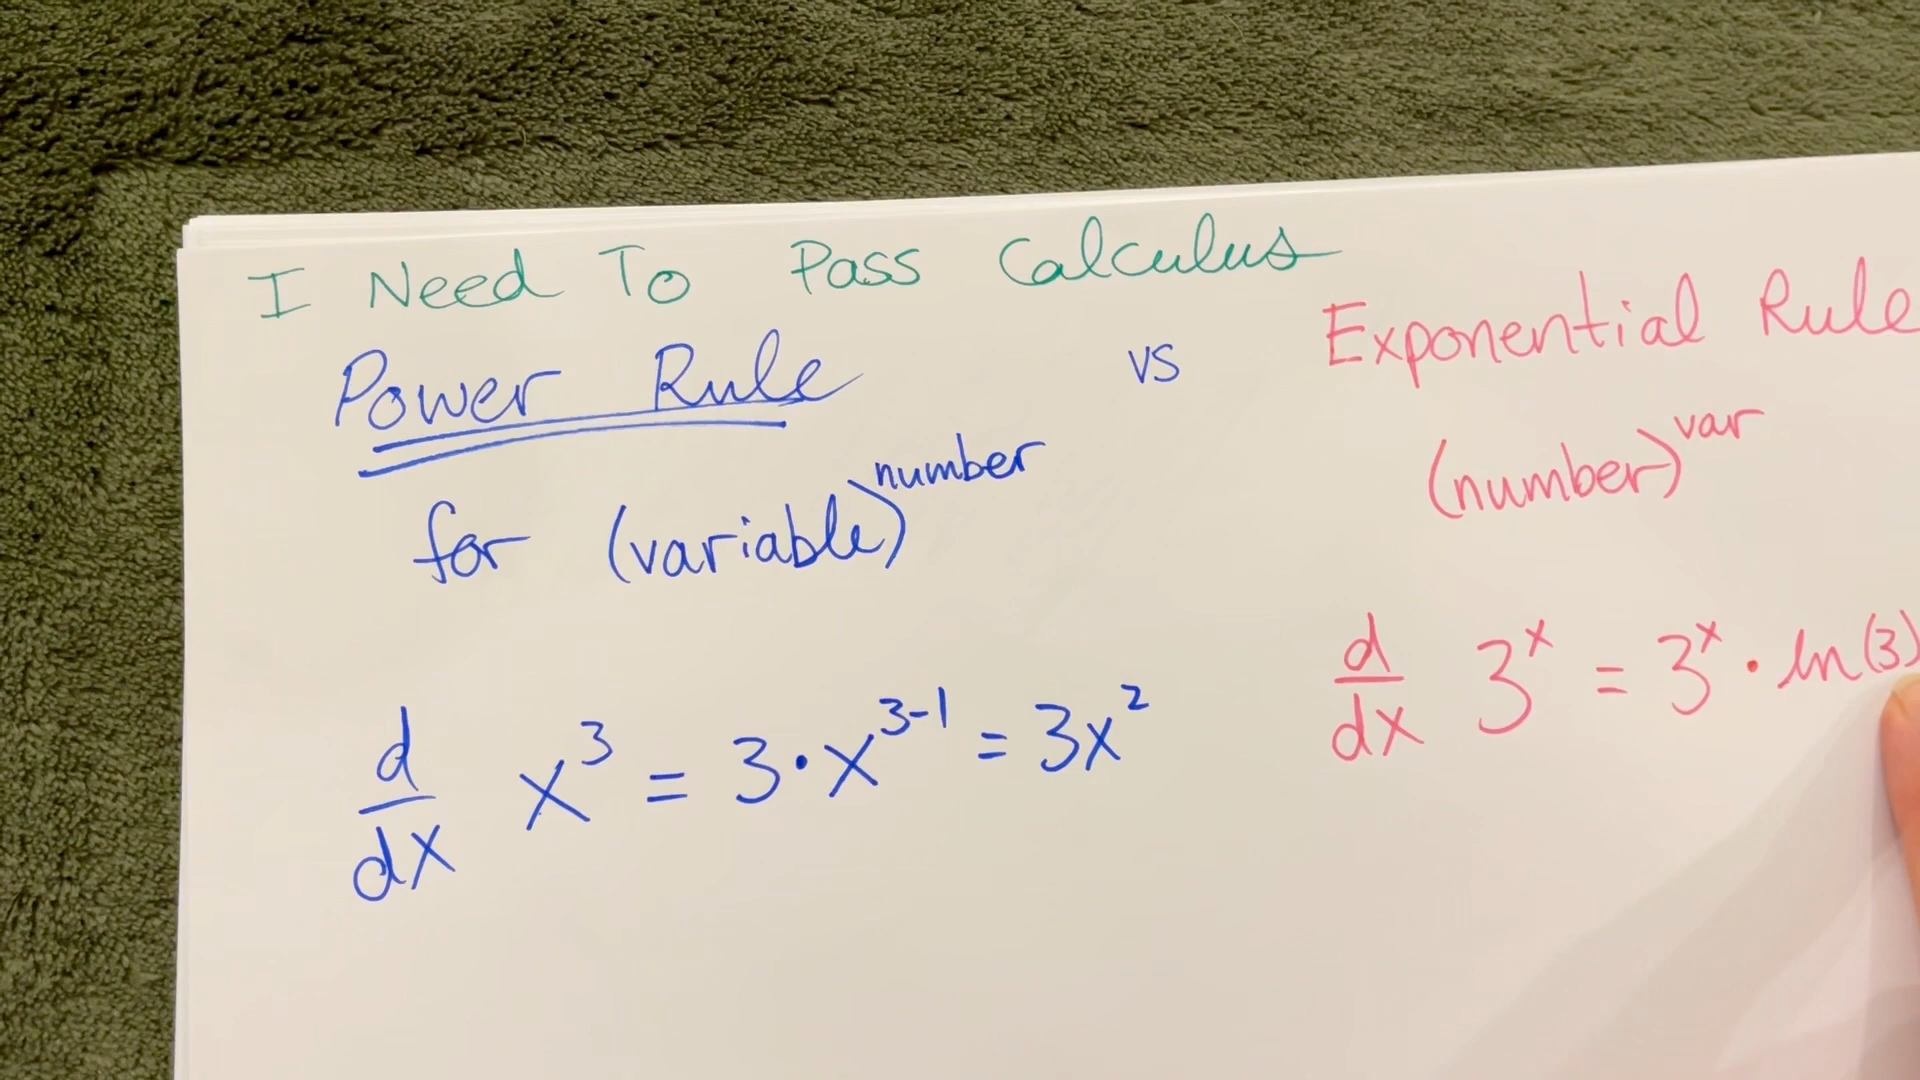 I Need To Pass Calculus
Power Rule vs Exponential Rule
for (variable)^number
(number)^var
d/dx x^3 = 3·x^(3-1) = 3x^2
d/dx 3^x = 3^x · ln(3)